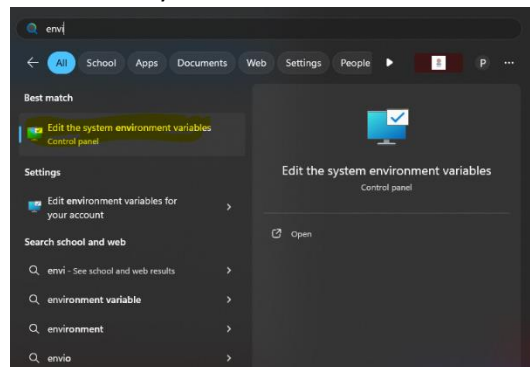 envi
All School Apps Documents Web Settings People P
Best match
Edit the system environment variables
Control panel
Settings
Edit environment variables for
your account
Search school and web
envi - See school and web results
environment variable
environment
envio
Edit the system environment variables
Control panel
Open